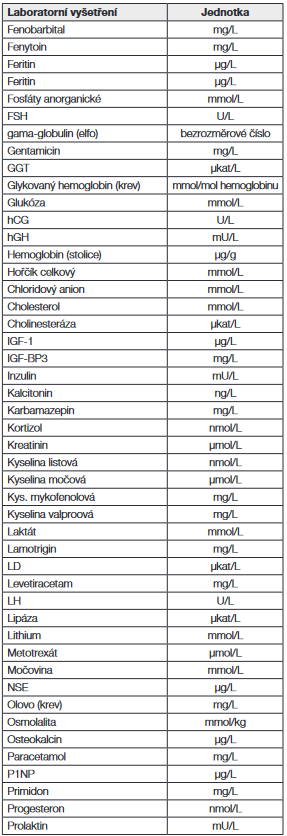 Laboratorní vyšetření Jednotka
Fenobarbital mg/L
Fenytoin mg/L
Feritin µg/L
Feritin µg/L
Fosfáty anorganické mmol/L
FSH U/L
gama-globulin (elfo) bezrozměrové číslo
Gentamicin mg/L
GGT µkat/L
Glykovaný hemoglobin (krev) mmol/mol hemoglobinu
Glukóza mmol/L
hCG U/L
hGH mU/L
Hemoglobin (stolice) µg/g
Hořčík celkový mmol/L
Chloridový anion mmol/L
Cholesterol mmol/L
Cholinesteráza µkat/L
IGF-1 µg/L
IGF-BP3 mg/L
Inzulin mU/L
Kalcitonin ng/L
Karbamazepin mg/L
Kortizol nmol/L
Kreatinin µmol/L
Kyselina listová nmol/L
Kyselina močová µmol/L
Kys. mykofenolová mg/L
Kyselina valproová mg/L
Laktát mmol/L
Lamotrigin mg/L
LD µkat/L
Levetiracetam mg/L
LH U/L
Lipáza µkat/L
Lithium mmol/L
Metotrexát µmol/L
Močovina mmol/L
NSE µg/L
Olovo (krev) mg/L
Osmolalita mmol/kg
Osteokalcin µg/L
Paracetamol mg/L
P1NP µg/L
Primidon mg/L
Progesteron nmol/L
Prolaktin mU/L